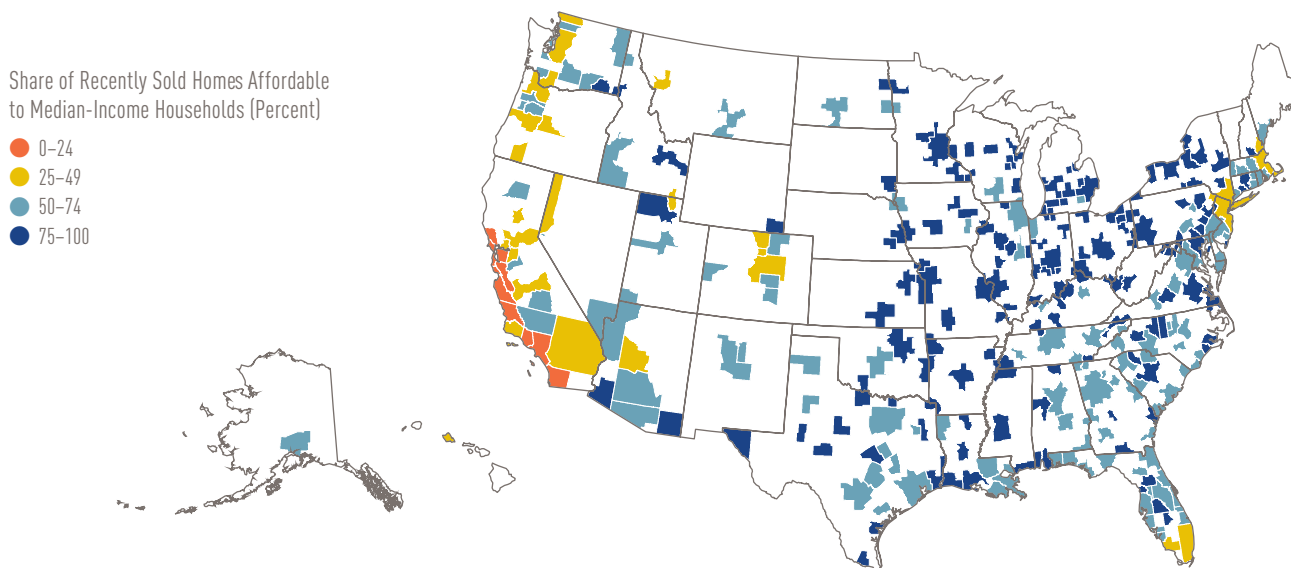 Share of Recently Sold Homes Affordable
to Median-Income Households (Percent)
0–24
25–49
50–74
75–100